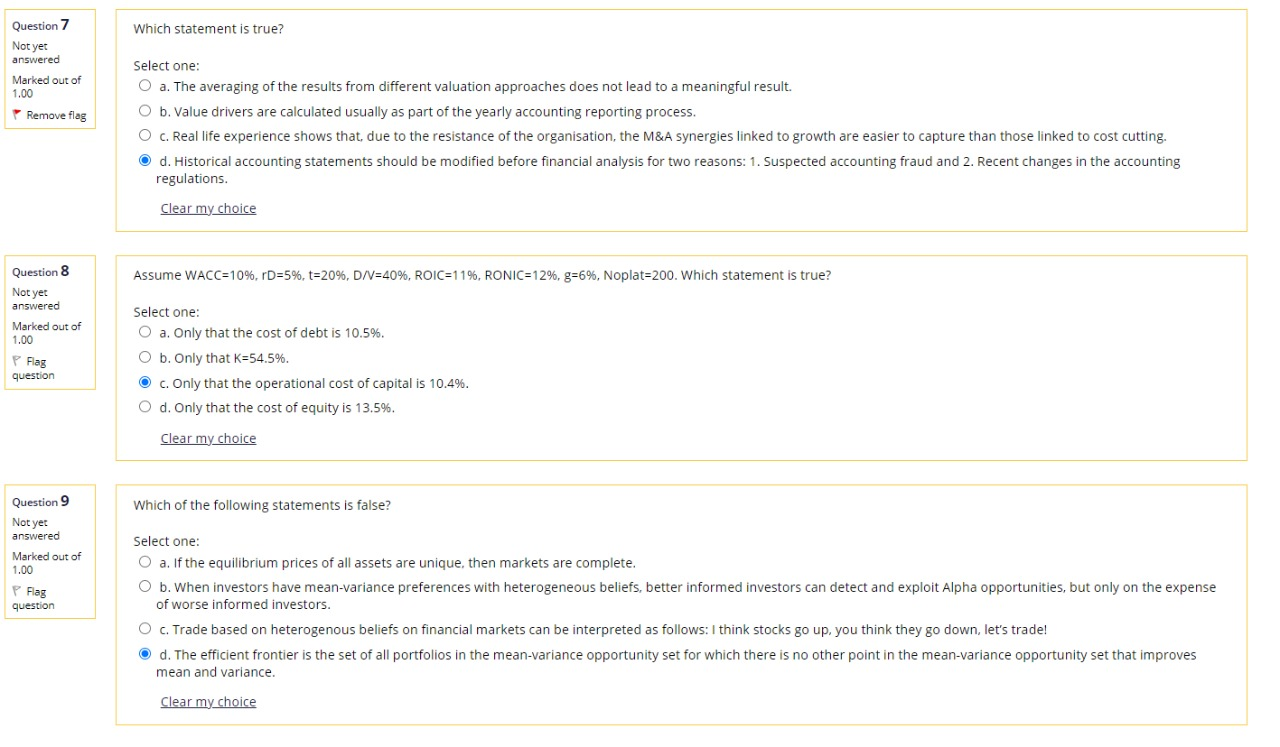 Question 7
Not yet
answered
Marked out of
1.00
Remove flag
Which statement is true?
Select one:
a. The averaging of the results from different valuation approaches does not lead to a meaningful result.
b. Value drivers are calculated usually as part of the yearly accounting reporting process.
c. Real life experience shows that, due to the resistance of the organisation, the M&A synergies linked to growth are easier to capture than those linked to cost cutting.
d. Historical accounting statements should be modified before financial analysis for two reasons: 1. Suspected accounting fraud and 2. Recent changes in the accounting
regulations.
Clear my choice
Question 8
Not yet
answered
Marked out of
1.00
Flag
question
Assume WACC=10%, rD=5%, t=20%, D/V=40%, ROIC=11%, RONIC=12%, g=6%, Noplat=200. Which statement is true?
Select one:
a. Only that the cost of debt is 10.5%.
b. Only that K=54.5%.
c. Only that the operational cost of capital is 10.4%.
d. Only that the cost of equity is 13.5%.
Clear my choice
Question 9
Not yet
answered
Marked out of
1.00
Flag
question
Which of the following statements is false?
Select one:
a. If the equilibrium prices of all assets are unique, then markets are complete.
b. When investors have mean-variance preferences with heterogeneous beliefs, better informed investors can detect and exploit Alpha opportunities, but only on the expense
of worse informed investors.
c. Trade based on heterogenous beliefs on financial markets can be interpreted as follows: I think stocks go up, you think they go down, let's trade!
d. The efficient frontier is the set of all portfolios in the mean-variance opportunity set for which there is no other point in the mean-variance opportunity set that improves
mean and variance.
Clear my choice